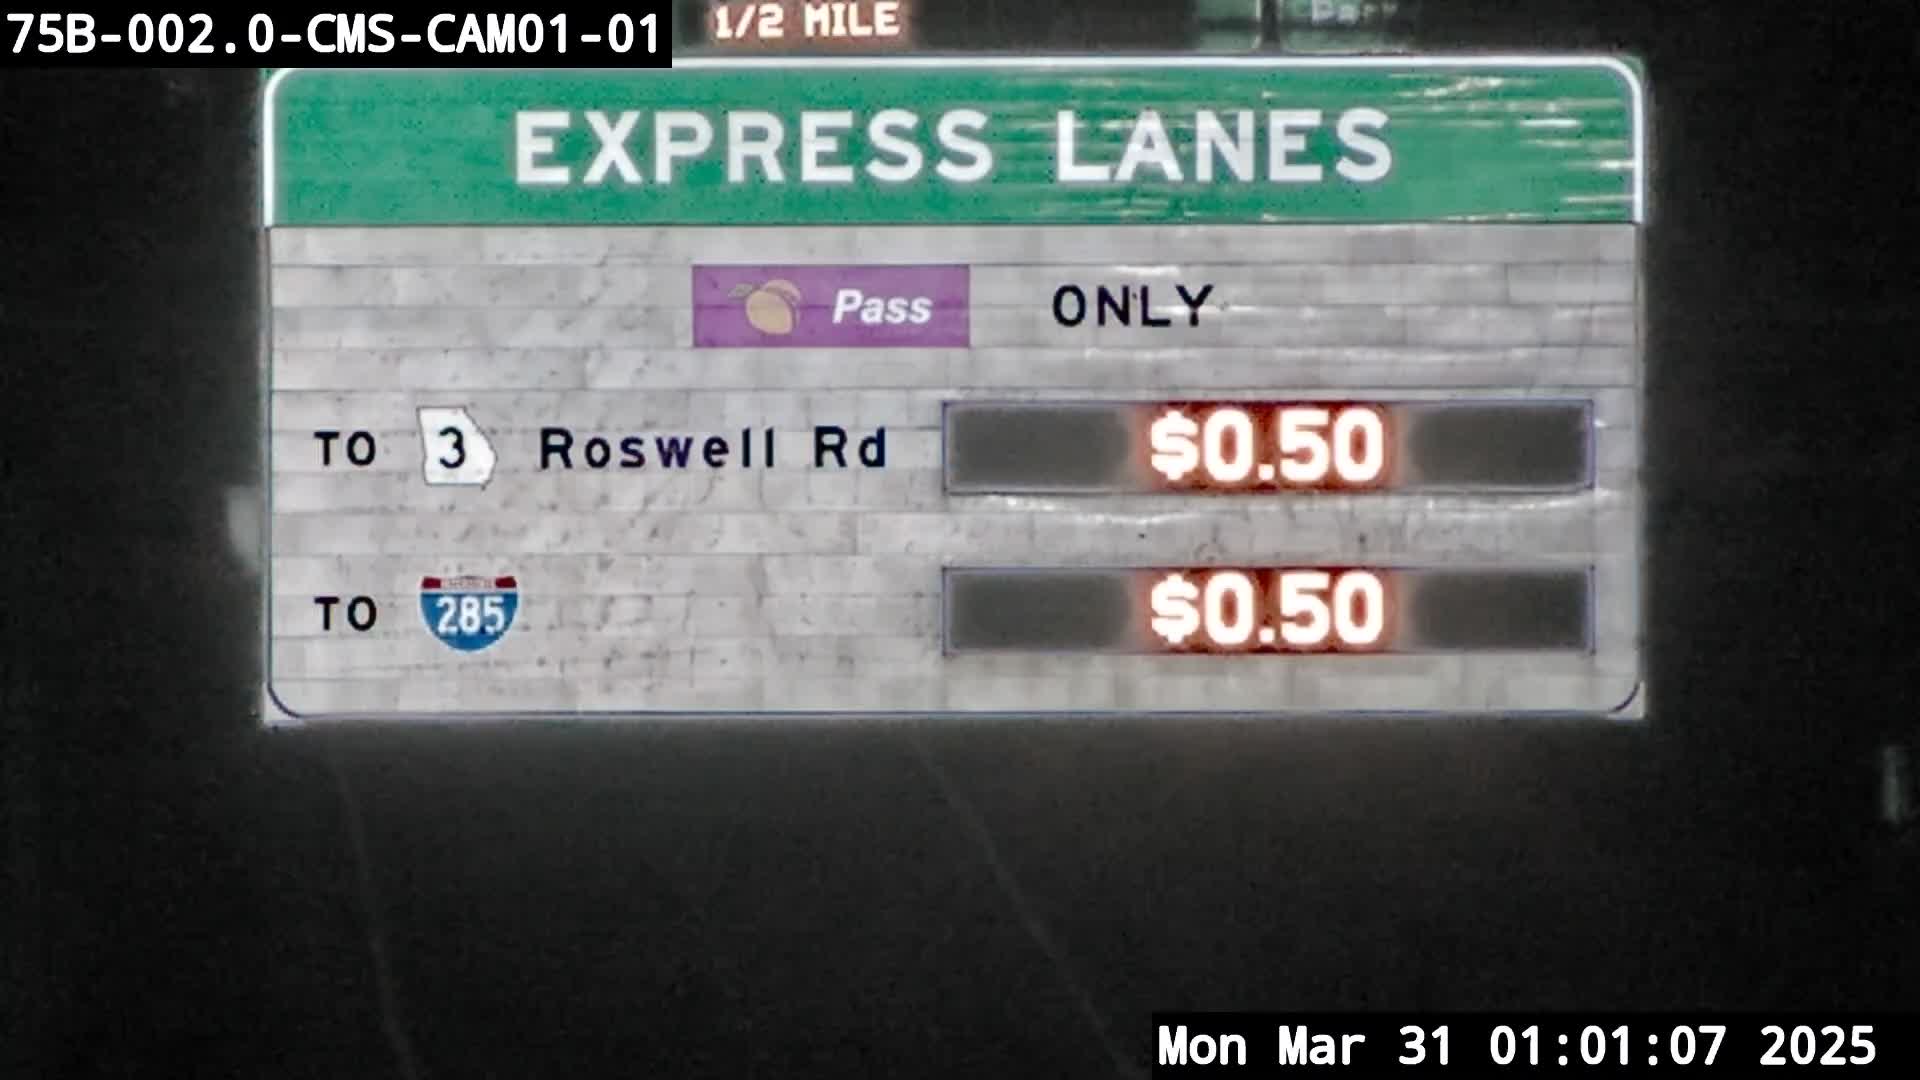 75B-002.0-CMS-CAM01-01
1/2 MILE
EXPRESS LANES
Pass ONLY
TO 3 Roswell Rd $0.50
TO 285 $0.50
Mon Mar 31 01:01:07 2025